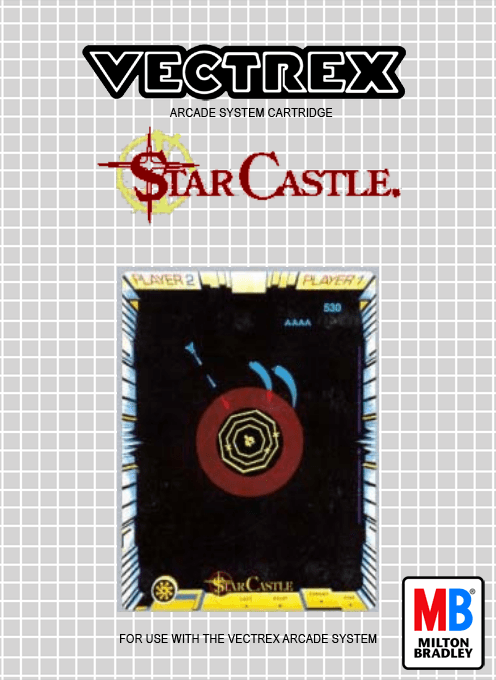 VECTREX
ARCADE SYSTEM CARTRIDGE
STAR CASTLE
PLAYER 2 PLAYER 1
530
STAR CASTLE
FOR USE WITH THE VECTREX ARCADE SYSTEM
MB®
MILTON
BRADLEY